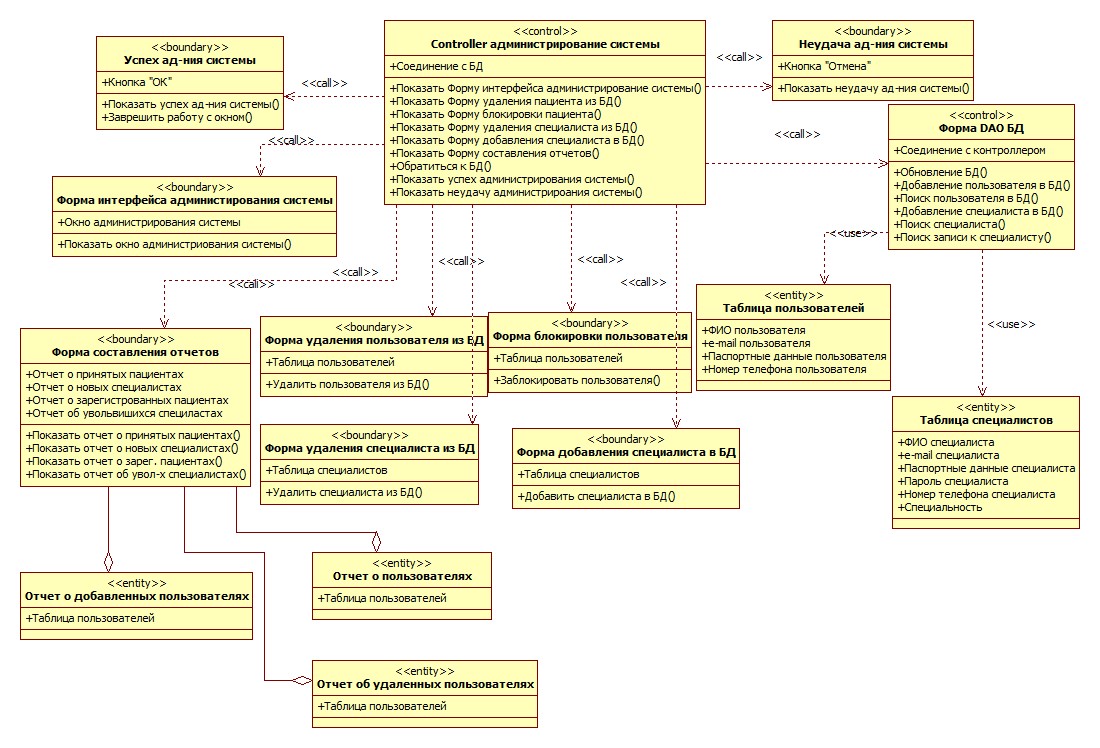 <<boundary>>
Успех ад-ния системы
+Кнопка "ОК"
+Показать успех ад-ния системы()
+Заврешить работу с окном()
<<call>>
<<control>>
Controller администрирование системы
+Соединение с БД
+Показать Форму интерфейса администрирование системы()
+Показать Форму удаления пациента из БД()
+Показать Форму блокировки пациента()
+Показать Форму удаления специалиста из БД()
+Показать Форму добавления специалиста в БД()
+Показать Форму составления отчетов()
+Обратиться к БД()
+Показать успех администрирования системы()
+Показать неудачу администрироания системы()
<<call>>
<<boundary>>
Неудача ад-ния системы
+Кнопка "Отмена"
+Показать неудачу ад-ния системы()
<<call>>
<<call>>
<<control>>
Форма DAO БД
+Соединение с контроллером
+Обновление БД()
+Добавление пользователя в БД()
+Поиск пользователя в БД()
+Добавление специалиста в БД()
+Поиск специалиста()
+Поиск записи к специалисту()
<<boundary>>
Форма интерфейса администирования системы
+Окно администрирования системы
+Показать окно администриования системы()
<<use>>
<<call>>
<<call>>
<<call>>
<<call>>
<<call>>
<<use>>
<<entity>>
Таблица пользователей
+ФИО пользователя
+e-mail пользователя
+Паспортные данные пользователя
+Номер телефона пользователя
<<boundary>>
Форма составления отчетов
+Отчет о принятых пациентах
+Отчет о новых специалистах
+Отчет о зарегистрованных пациентах
+Отчет об увольвишихся специластах
+Показать отчет о принятых пациентах()
+Показать отчет о новых специалистах()
+Показать отчет о зарег. пациентах()
+Показать отчет об увол-х специалистах()
<<boundary>>
Форма удаления пользователя из БД
+Таблица пользователей
+Удалить пользователя из БД()
<<boundary>>
Форма блокировки пользователя
+Таблица пользователей
+Заблокировать пользователя()
<<entity>>
Таблица специалистов
+ФИО специалиста
+e-mail специалиста
+Паспортные данные специалиста
+Пароль специалиста
+Номер телефона специалиста
+Специальность
<<boundary>>
Форма удаления специалиста из БД
+Таблица специалистов
+Удалить специалиста из БД()
<<boundary>>
Форма добавления специалиста в БД
+Таблица специалистов
+Добавить специалиста в БД()
<<entity>>
Отчет о добавленных пользователях
+Таблица пользователей
<<entity>>
Отчет о пользователях
+Таблица пользователей
<<entity>>
Отчет об удаленных пользователях
+Таблица пользователей